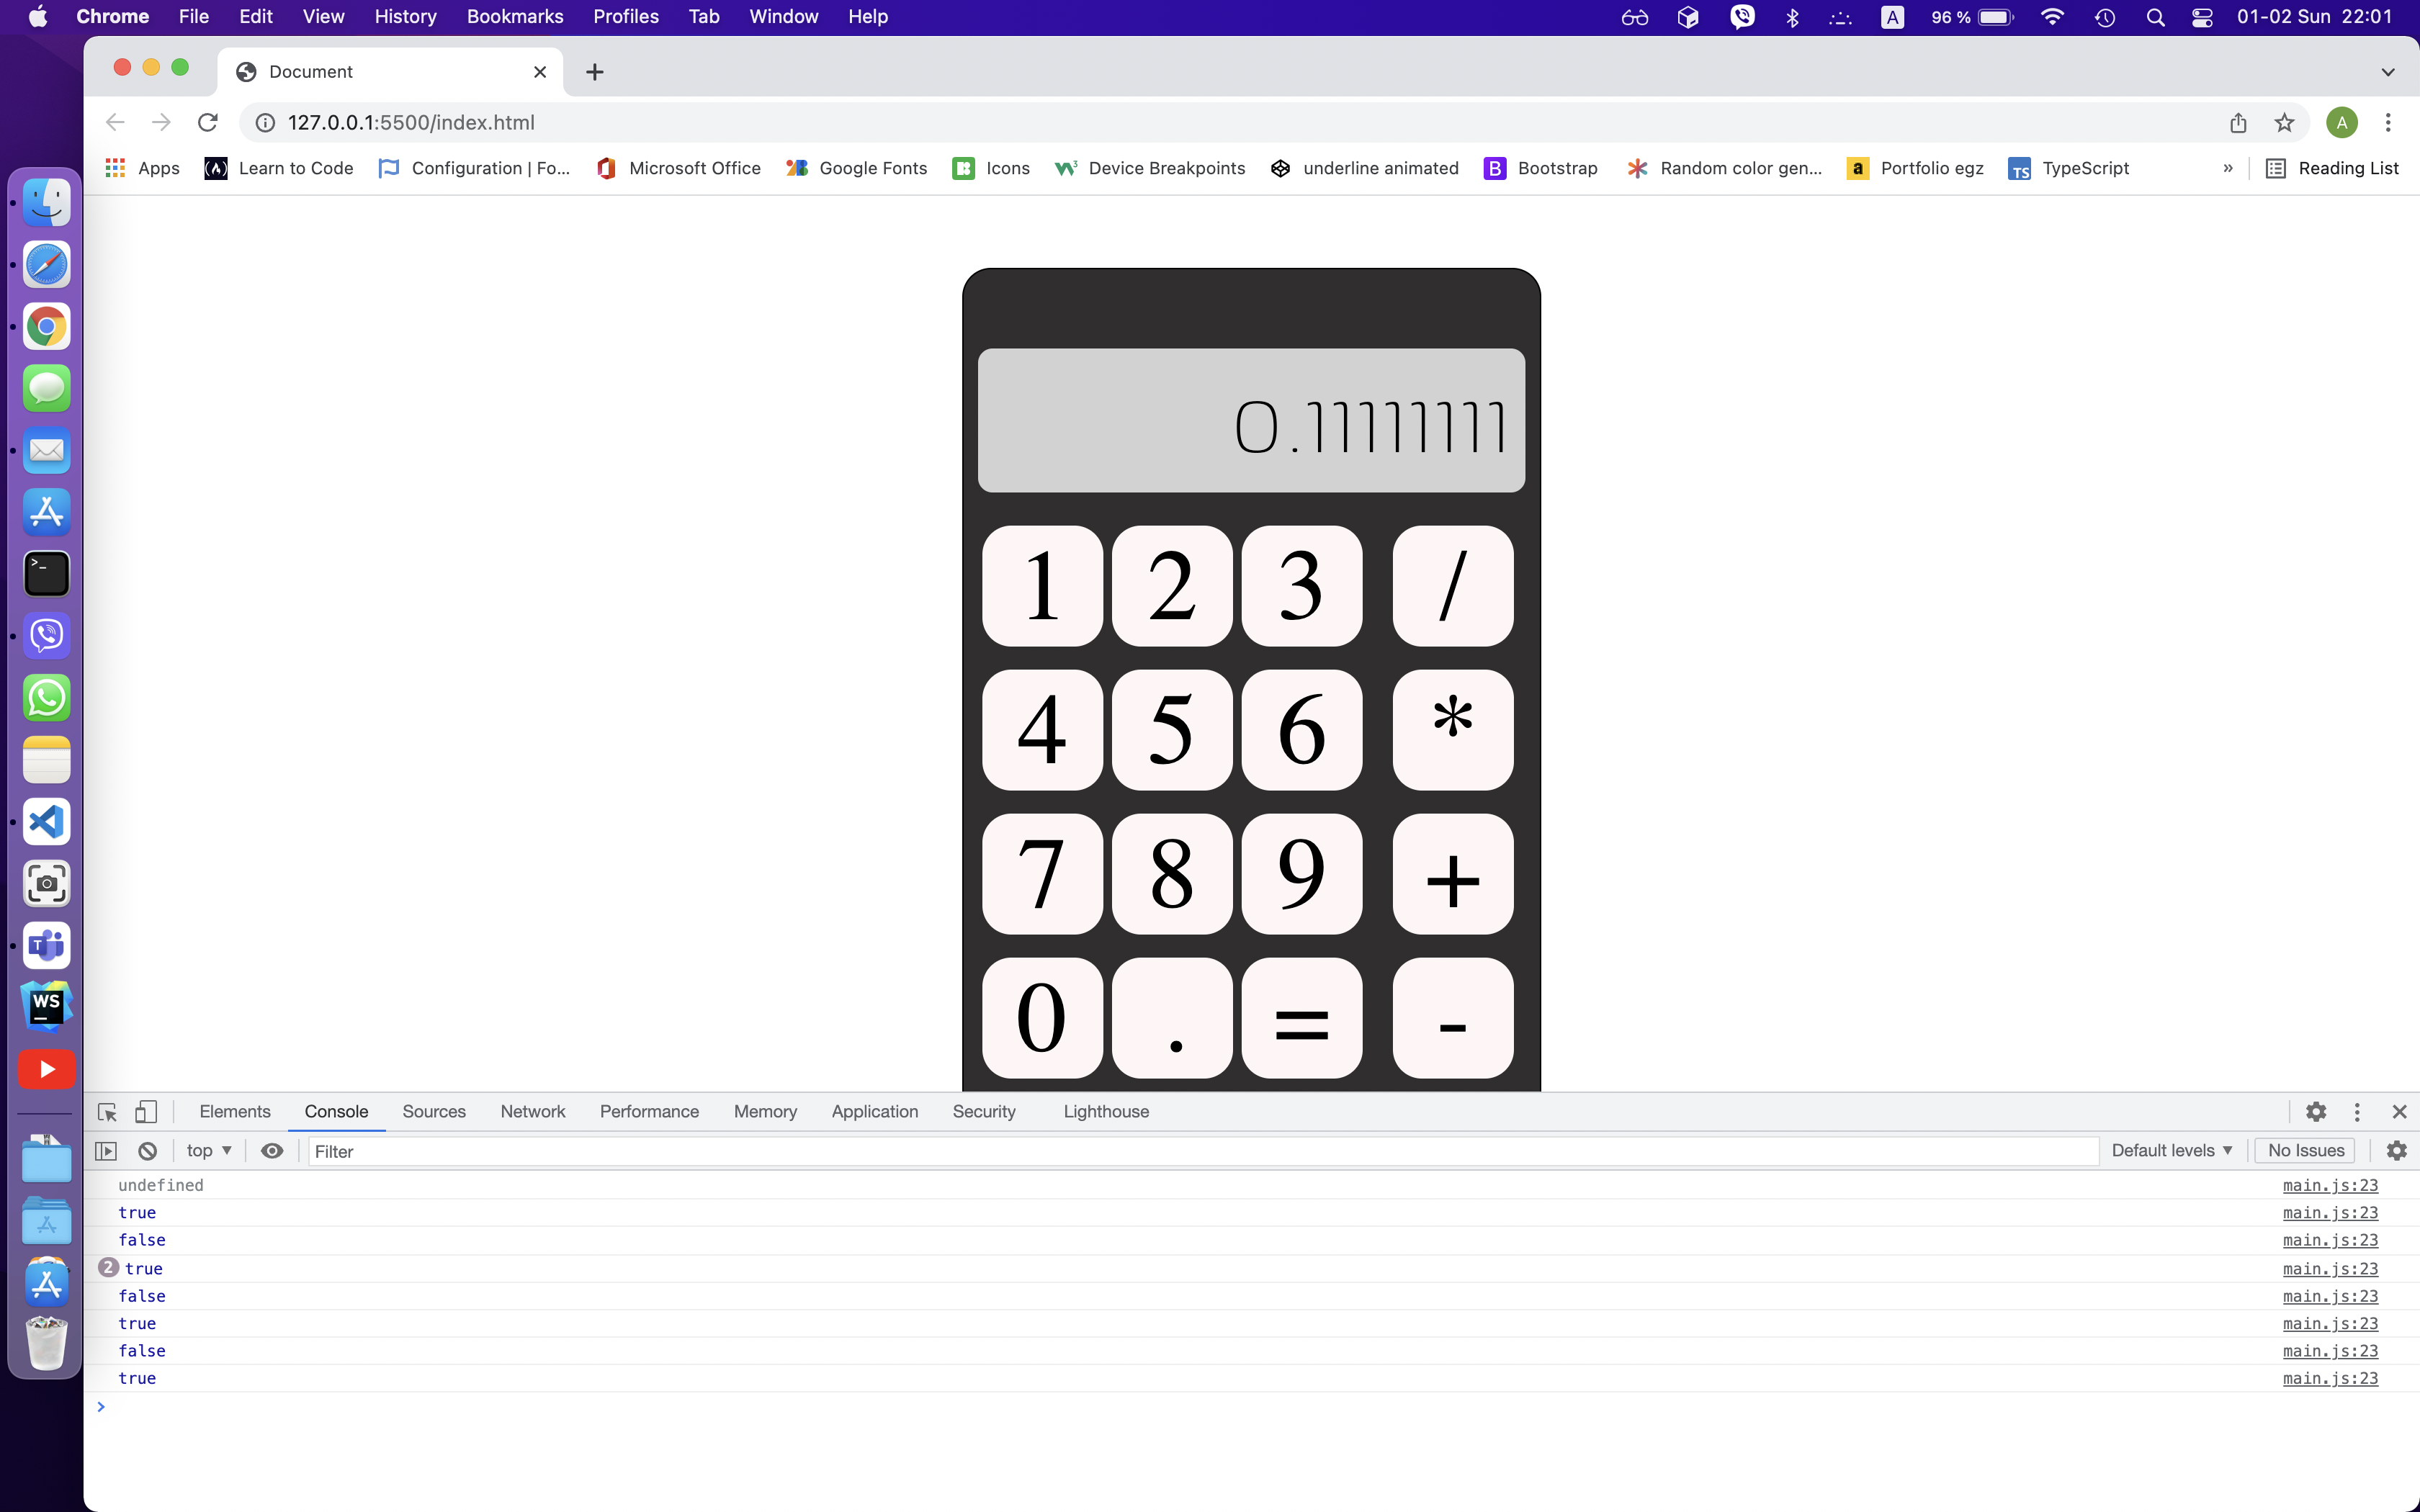 Chrome File Edit View History Bookmarks Profiles Tab Window Help A 96 % 01-02 Sun 22:01
Document
127.0.0.1:5500/index.html A
Apps Learn to Code Configuration | Fo... Microsoft Office Google Fonts Icons Device Breakpoints underline animated B Bootstrap Random color gen... a Portfolio egz TS TypeScript » Reading List
0.11111111
1 2 3 /
4 5 6 *
7 8 9 +
0 . = -
WS
Elements Console Sources Network Performance Memory Application Security Lighthouse
top Filter Default levels No Issues
undefined main.js:23
true main.js:23
false main.js:23
2 true main.js:23
false main.js:23
true main.js:23
false main.js:23
true main.js:23
>